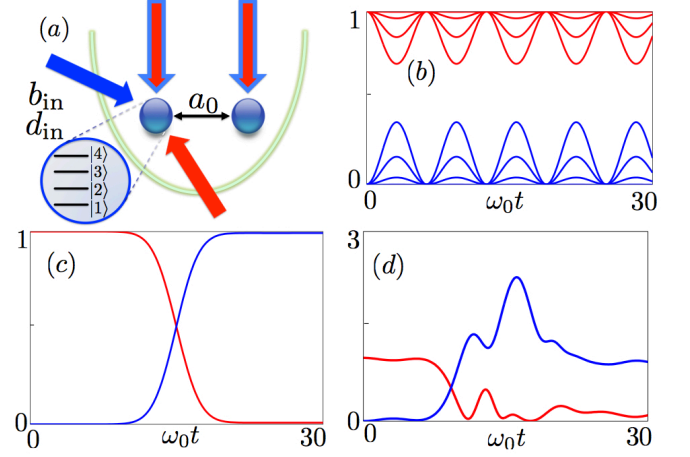 (a)
b_in
d_in
a_0
|4⟩
|3⟩
|2⟩
|1⟩
1
(b)
0
0
ω_0t
30
1
(c)
0
0
ω_0t
30
3
(d)
0
0
ω_0t
30